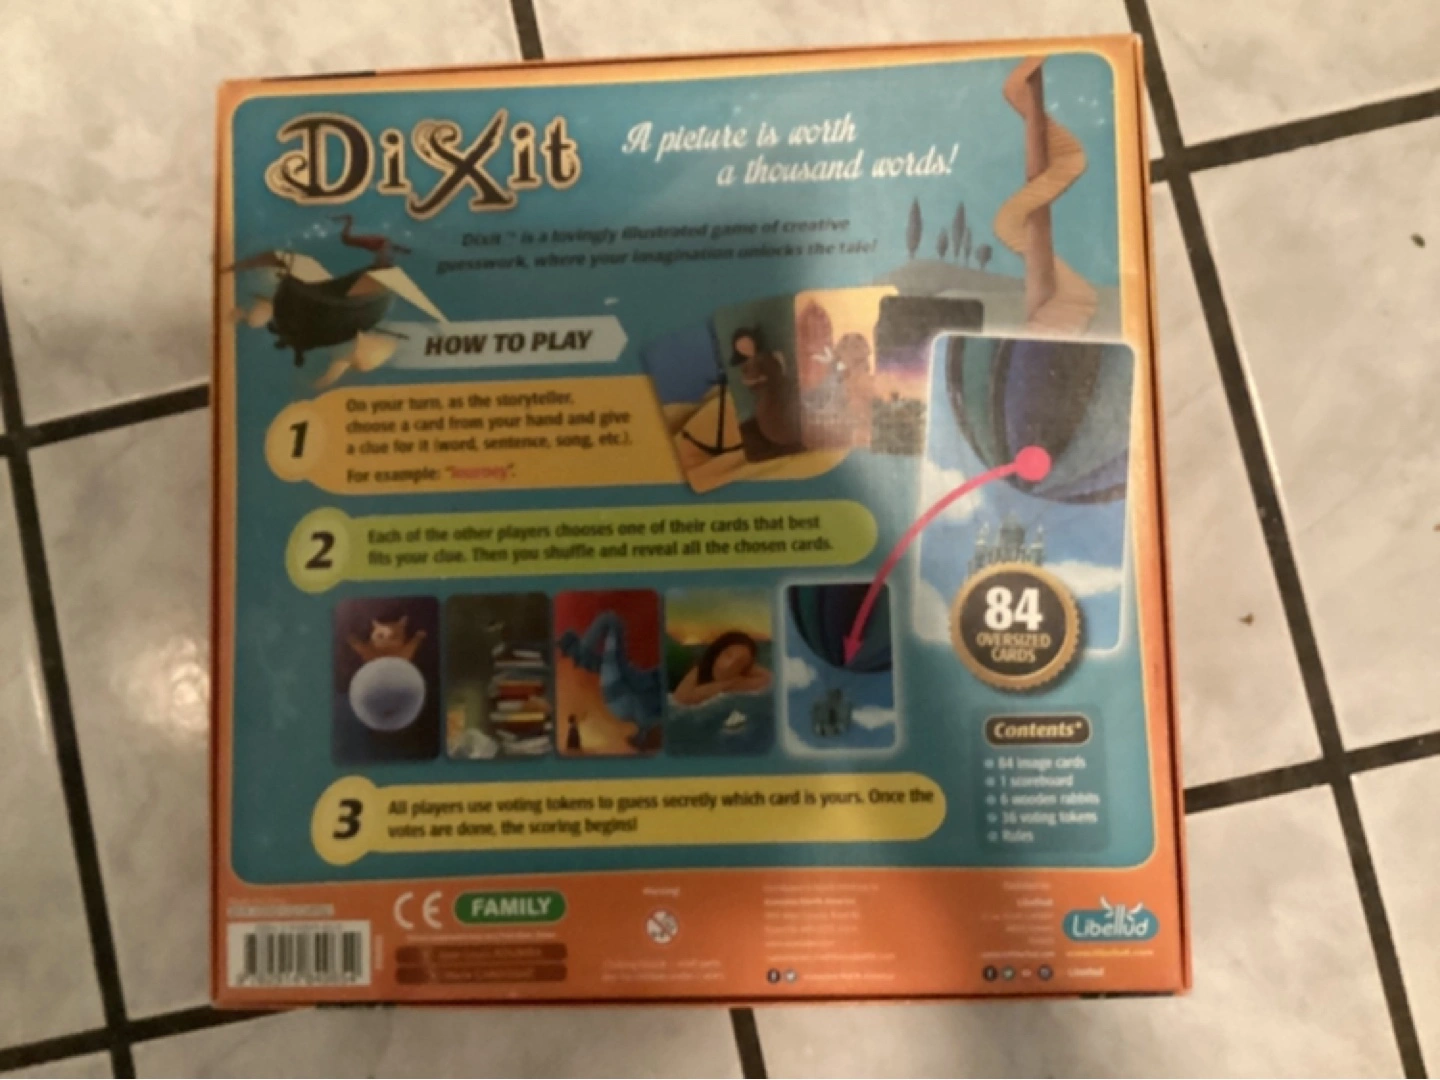 DiXit
A picture is worth
a thousand words!
Dixit™ is a lovingly illustrated game of creative
guesswork, where your imagination unlocks the tale!
HOW TO PLAY
1
On your turn, as the storyteller,
choose a card from your hand and give
a clue for it (word, sentence, song, etc.).
For example: "Journey".
2
Each of the other players chooses one of their cards that best
fits your clue. Then you shuffle and reveal all the chosen cards.
84
OVERSIZED
CARDS
Contents*
84 image cards
1 scoreboard
6 wooden rabbits
36 voting tokens
Rules
3
All players use voting tokens to guess secretly which card is yours. Once the
votes are done, the scoring begins!
CE
FAMILY
Warning!
Libellud
Libellud
Libellud